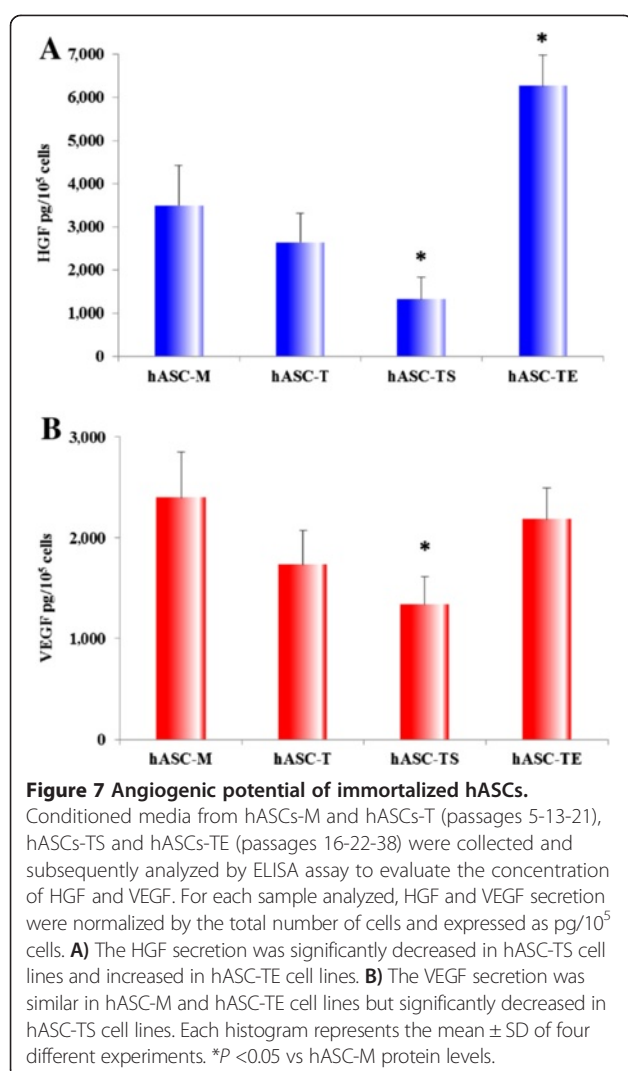 A
*
7,000
6,000
5,000
4,000
3,000
2,000
1,000
0
HGF pg/10⁵ cells
*
hASC-M hASC-T hASC-TS hASC-TE
B
3,000
2,000
1,000
0
VEGF pg/10⁵ cells
*
hASC-M hASC-T hASC-TS hASC-TE
Figure 7 Angiogenic potential of immortalized hASCs.
Conditioned media from hASCs-M and hASCs-T (passages 5-13-21),
hASCs-TS and hASCs-TE (passages 16-22-38) were collected and
subsequently analyzed by ELISA assay to evaluate the concentration
of HGF and VEGF. For each sample analyzed, HGF and VEGF secretion
were normalized by the total number of cells and expressed as pg/10⁵
cells. A) The HGF secretion was significantly decreased in hASC-TS cell
lines and increased in hASC-TE cell lines. B) The VEGF secretion was
similar in hASC-M and hASC-TE cell lines but significantly decreased in
hASC-TS cell lines. Each histogram represents the mean ± SD of four
different experiments. *P <0.05 vs hASC-M protein levels.